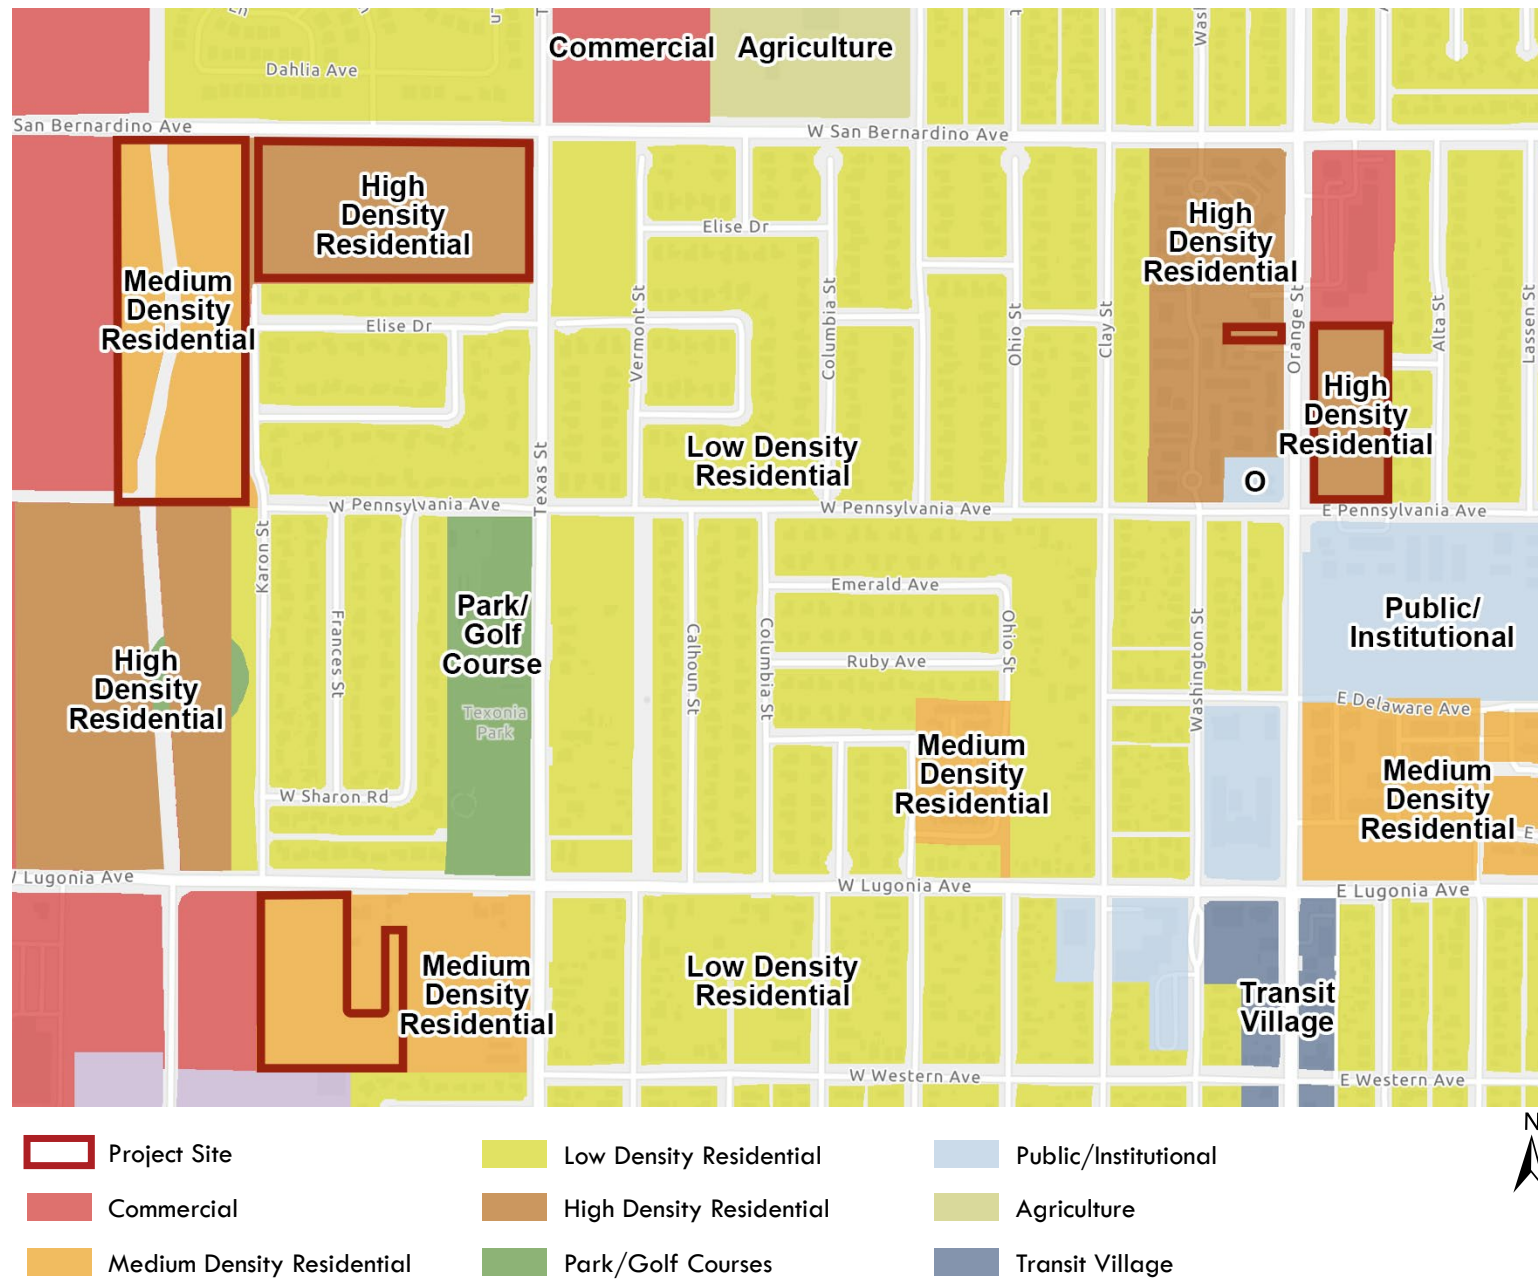 Commercial Agriculture
Dahlia Ave
San Bernardino Ave
W San Bernardino Ave
High
Density
Residential
High
Density
Residential
Elise Dr
Medium
Density
Residential
Elise Dr
Vermont St
Columbia St
Ohio St
Clay St
Orange St
Alta St
Lassen St
High
Density
Residential
Low Density
Residential
Texas St
O
W Pennsylvania Ave
W Pennsylvania Ave
E Pennsylvania Ave
Karon St
Frances St
Park/
Golf
Course
Emerald Ave
Public/
Institutional
Calhoun St
Columbia St
Ohio St
Washington St
Ruby Ave
High
Density
Residential
Texonia
Park
E Delaware Ave
Medium
Density
Residential
Medium
Density
Residential
E
W Sharon Rd
W Lugonia Ave
W Lugonia Ave
E Lugonia Ave
Medium
Density
Residential
Low Density
Residential
Transit
Village
W Western Ave
E Western Ave
N
Project Site
Low Density Residential
Public/Institutional
Commercial
High Density Residential
Agriculture
Medium Density Residential
Park/Golf Courses
Transit Village